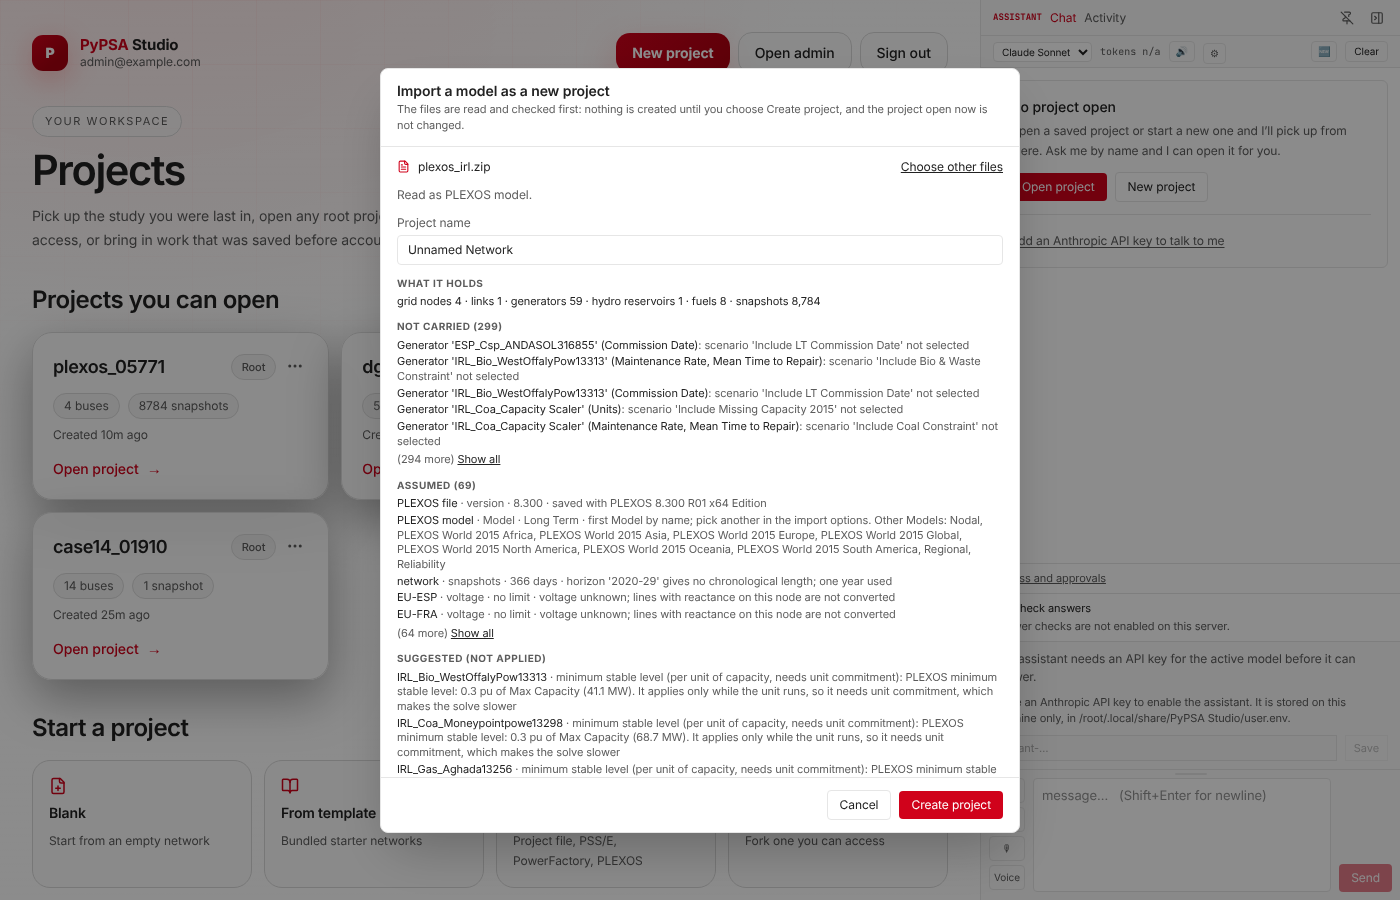 P
PyPSA Studio
admin@example.com
New project
Open admin
Sign out
YOUR WORKSPACE
Projects
Pick up the study you were last in, open any root proj
access, or bring in work that was saved before accou
Projects you can open
plexos_05771
Root
4 buses
8784 snapshots
Created 10m ago
Open project →
dg
5
Cre
Op
case14_01910
Root
14 buses
1 snapshot
Created 25m ago
Open project →
Start a project
Blank
Start from an empty network
From template
Bundled starter networks
Project file, PSS/E,
PowerFactory, PLEXOS
Fork one you can access
Import a model as a new project
The files are read and checked first: nothing is created until you choose Create project, and the project open now is
not changed.
plexos_irl.zip
Choose other files
Read as PLEXOS model.
Project name
Unnamed Network
WHAT IT HOLDS
grid nodes 4 · links 1 · generators 59 · hydro reservoirs 1 · fuels 8 · snapshots 8,784
NOT CARRIED (299)
Generator 'ESP_Csp_ANDASOL316855' (Commission Date): scenario 'Include LT Commission Date' not selected
Generator 'IRL_Bio_WestOffalyPow13313' (Maintenance Rate, Mean Time to Repair): scenario 'Include Bio & Waste
Constraint' not selected
Generator 'IRL_Bio_WestOffalyPow13313' (Commission Date): scenario 'Include LT Commission Date' not selected
Generator 'IRL_Coa_Capacity Scaler' (Units): scenario 'Include Missing Capacity 2015' not selected
Generator 'IRL_Coa_Capacity Scaler' (Maintenance Rate, Mean Time to Repair): scenario 'Include Coal Constraint' not
selected
(294 more) Show all
ASSUMED (69)
PLEXOS file · version · 8.300 · saved with PLEXOS 8.300 R01 x64 Edition
PLEXOS model · Model · Long Term · first Model by name; pick another in the import options. Other Models: Nodal,
PLEXOS World 2015 Africa, PLEXOS World 2015 Asia, PLEXOS World 2015 Europe, PLEXOS World 2015 Global,
PLEXOS World 2015 North America, PLEXOS World 2015 Oceania, PLEXOS World 2015 South America, Regional,
Reliability
network · snapshots · 366 days · horizon '2020-29' gives no chronological length; one year used
EU-ESP · voltage · no limit · voltage unknown; lines with reactance on this node are not converted
EU-FRA · voltage · no limit · voltage unknown; lines with reactance on this node are not converted
(64 more) Show all
SUGGESTED (NOT APPLIED)
IRL_Bio_WestOffalyPow13313 · minimum stable level (per unit of capacity, needs unit commitment): PLEXOS minimum
stable level: 0.3 pu of Max Capacity (41.1 MW). It applies only while the unit runs, so it needs unit commitment, which
makes the solve slower
IRL_Coa_Moneypointpowe13298 · minimum stable level (per unit of capacity, needs unit commitment): PLEXOS
minimum stable level: 0.3 pu of Max Capacity (68.7 MW). It applies only while the unit runs, so it needs unit
commitment, which makes the solve slower
IRL_Gas_Aghada13256 · minimum stable level (per unit of capacity, needs unit commitment): PLEXOS minimum stable
Cancel
Create project
ASSISTANT Chat Activity
Claude Sonnet
tokens n/a
Clear
o project open
pen a saved project or start a new one and I'll pick up from
ere. Ask me by name and I can open it for you.
Open project
New project
dd an Anthropic API key to talk to me
ss and approvals
heck answers
ver checks are not enabled on this server.
assistant needs an API key for the active model before it can
ver.
e an Anthropic API key to enable the assistant. It is stored on this
ine only, in /root/.local/share/PyPSA Studio/user.env.
ant-...
Save
message... (Shift+Enter for newline)
Voice
Send